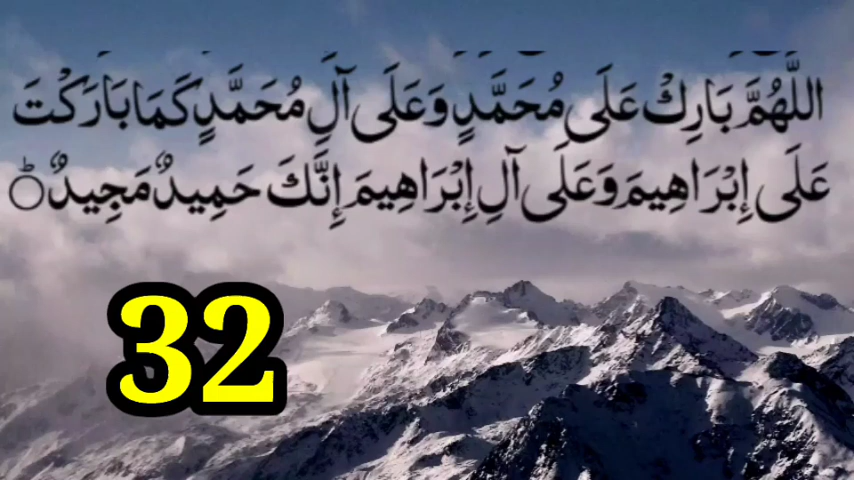 اللَّهُمَّ بَارِكْ عَلَى مُحَمَّدٍ وَعَلَى آلِ مُحَمَّدٍ كَمَا بَارَكْتَ
عَلَى إِبْرَاهِيمَ وَعَلَى آلِ إِبْرَاهِيمَ إِنَّكَ حَمِيدٌ مَجِيدٌ
32